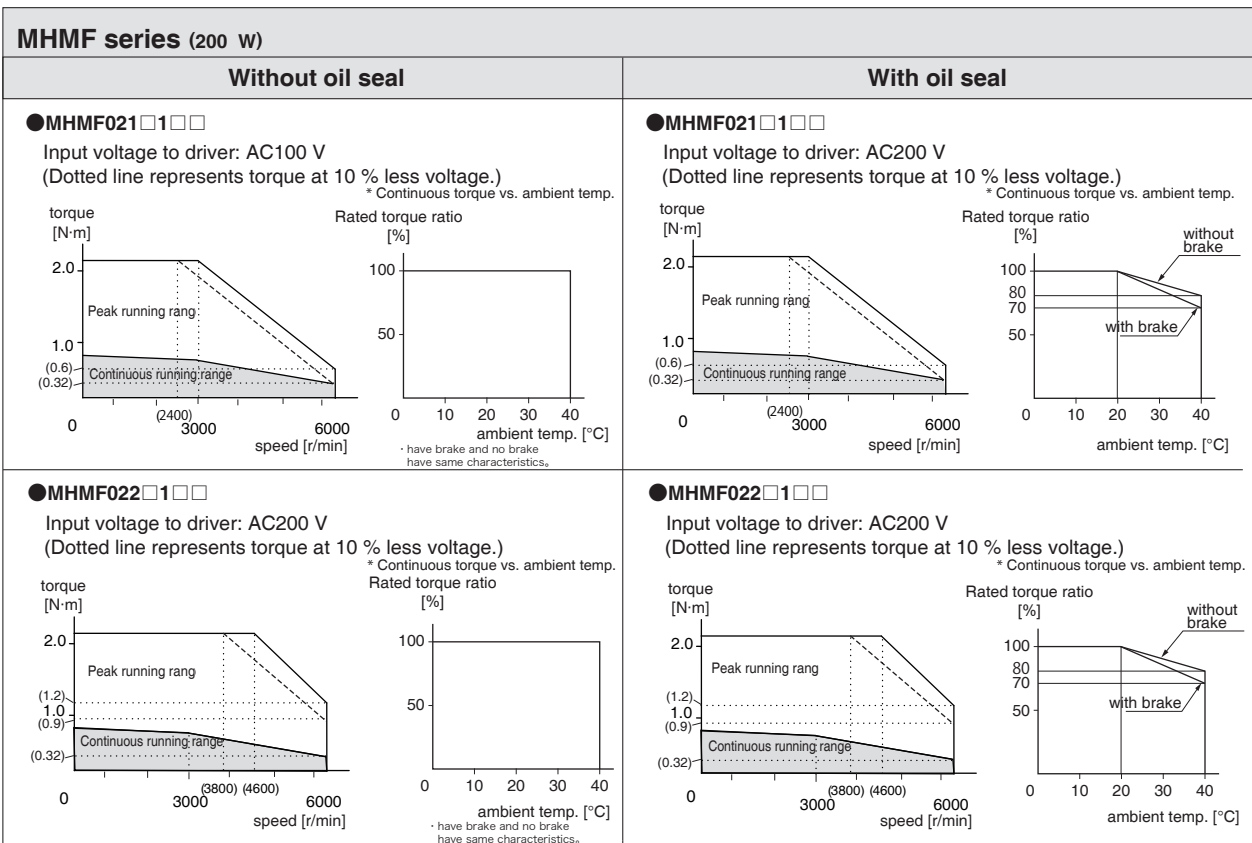 MHMF series (200 W)
Without oil seal
With oil seal
●MHMF021□1□□
Input voltage to driver: AC100 V
(Dotted line represents torque at 10 % less voltage.)
* Continuous torque vs. ambient temp.
torque
[N·m]
2.0
Peak running rang
1.0
(0.6)
(0.32)
Continuous running range
(2400)
0
3000
6000
speed [r/min]
Rated torque ratio
[%]
100
50
0 10 20 30 40
ambient temp. [°C]
· have brake and no brake
have same characteristics。
●MHMF021□1□□
Input voltage to driver: AC200 V
(Dotted line represents torque at 10 % less voltage.)
* Continuous torque vs. ambient temp.
torque
[N·m]
2.0
Peak running rang
1.0
(0.6)
(0.32)
Continuous running range
(2400)
0
3000
6000
speed [r/min]
Rated torque ratio
[%]
without
brake
100
80
70
50
with brake
0 10 20 30 40
ambient temp. [°C]
●MHMF022□1□□
Input voltage to driver: AC200 V
(Dotted line represents torque at 10 % less voltage.)
* Continuous torque vs. ambient temp.
torque
[N·m]
2.0
Peak running rang
(1.2)
1.0
(0.9)
Continuous running range
(0.32)
0
3000
(3800) (4600)
6000
speed [r/min]
Rated torque ratio
[%]
100
50
0 10 20 30 40
ambient temp. [°C]
· have brake and no brake
have same characteristics。
●MHMF022□1□□
Input voltage to driver: AC200 V
(Dotted line represents torque at 10 % less voltage.)
* Continuous torque vs. ambient temp.
torque
[N·m]
2.0
Peak running rang
(1.2)
1.0
(0.9)
Continuous running range
(0.32)
0
3000
(3800) (4600)
6000
speed [r/min]
Rated torque ratio
[%]
without
brake
100
80
70
50
with brake
0 10 20 30 40
ambient temp. [°C]